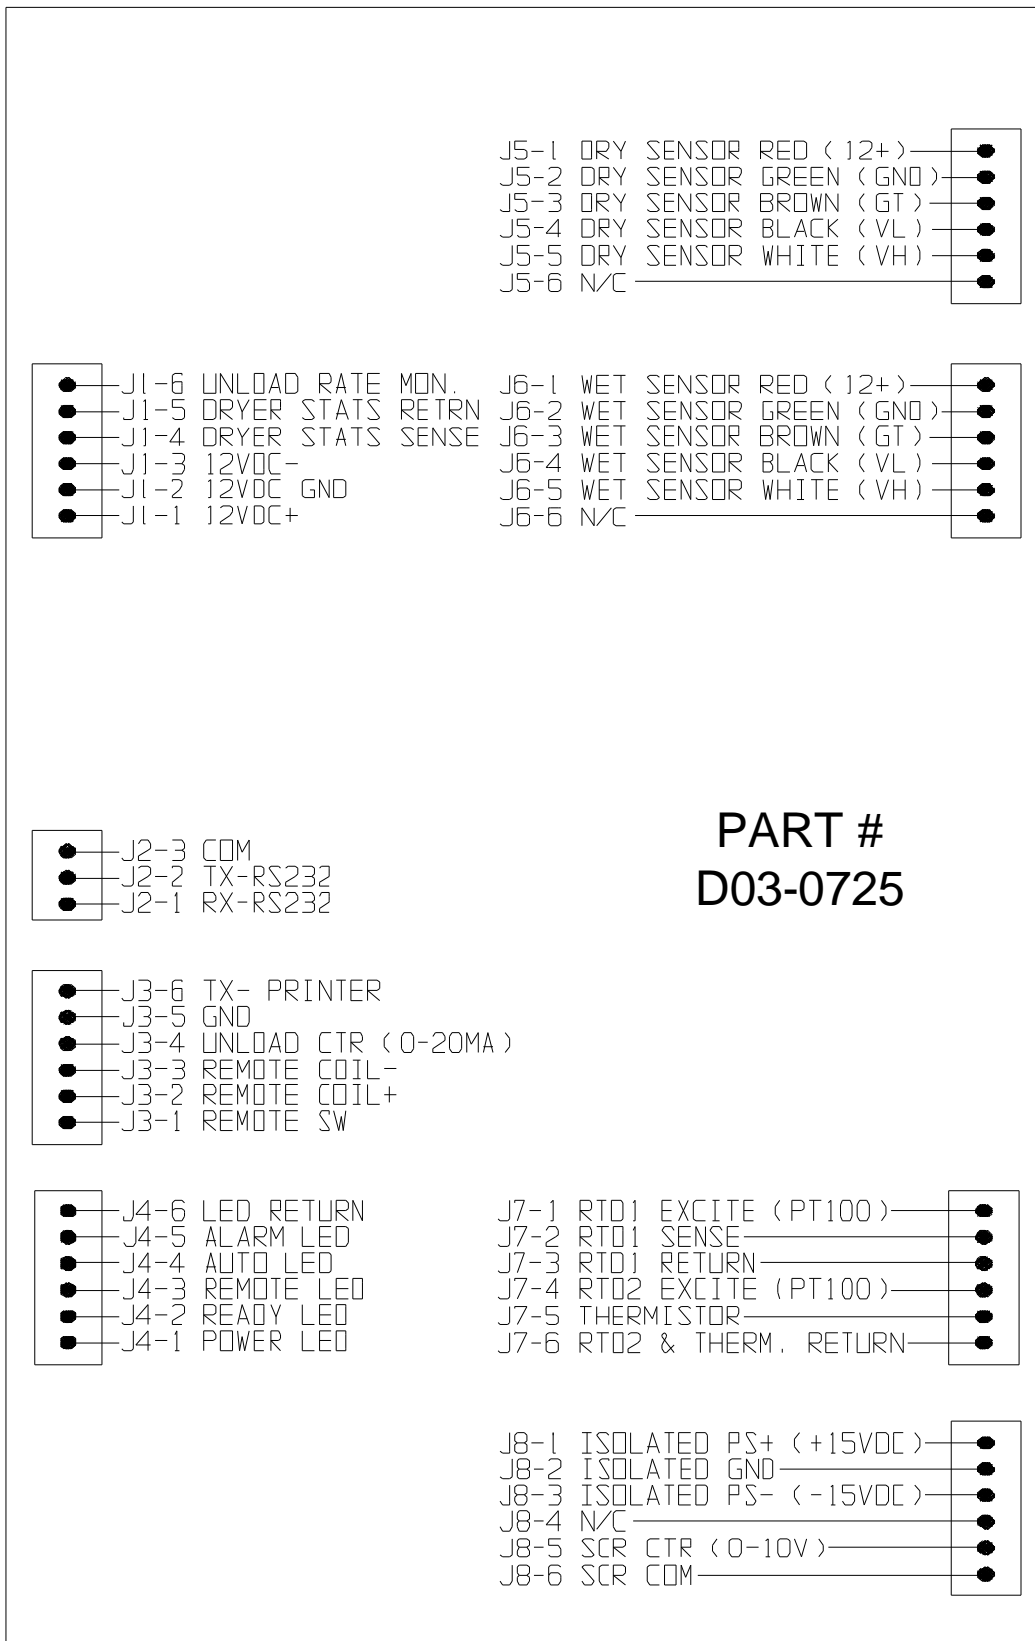 J5-1 DRY SENSOR RED (12+)
J5-2 DRY SENSOR GREEN (GND)
J5-3 DRY SENSOR BROWN (GT)
J5-4 DRY SENSOR BLACK (VL)
J5-5 DRY SENSOR WHITE (VH)
J5-6 N/C
J1-6 UNLOAD RATE MON.
J1-5 DRYER STATS RETRN
J1-4 DRYER STATS SENSE
J1-3 12VDC-
J1-2 12VDC GND
J1-1 12VDC+
J6-1 WET SENSOR RED (12+)
J6-2 WET SENSOR GREEN (GND)
J6-3 WET SENSOR BROWN (GT)
J6-4 WET SENSOR BLACK (VL)
J6-5 WET SENSOR WHITE (VH)
J6-6 N/C
PART #
D03-0725
J2-3 COM
J2-2 TX-RS232
J2-1 RX-RS232
J3-6 TX- PRINTER
J3-5 GND
J3-4 UNLOAD CTR (0-20MA)
J3-3 REMOTE COIL-
J3-2 REMOTE COIL+
J3-1 REMOTE SW
J4-6 LED RETURN
J4-5 ALARM LED
J4-4 AUTO LED
J4-3 REMOTE LED
J4-2 READY LED
J4-1 POWER LED
J7-1 RTD1 EXCITE (PT100)
J7-2 RTD1 SENSE
J7-3 RTD1 RETURN
J7-4 RTD2 EXCITE (PT100)
J7-5 THERMISTOR
J7-6 RTD2 & THERM. RETURN
J8-1 ISOLATED PS+ (+15VDC)
J8-2 ISOLATED GND
J8-3 ISOLATED PS- (-15VDC)
J8-4 N/C
J8-5 SCR CTR (0-10V)
J8-6 SCR COM